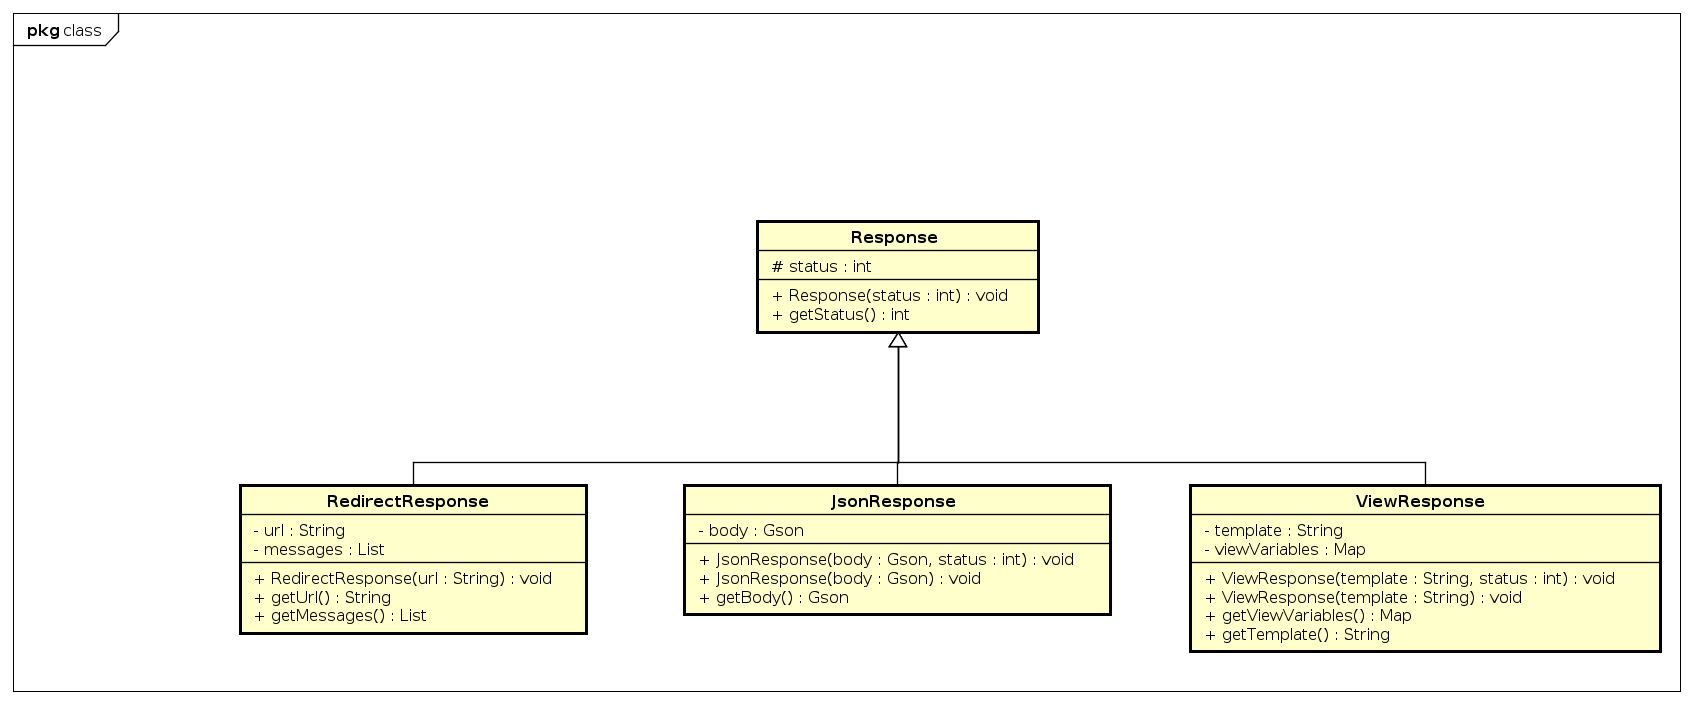 pkg class
Response
# status : int
+ Response(status : int) : void
+ getStatus() : int
RedirectResponse
- url : String
- messages : List
+ RedirectResponse(url : String) : void
+ getUrl() : String
+ getMessages() : List
JsonResponse
- body : Gson
+ JsonResponse(body : Gson, status : int) : void
+ JsonResponse(body : Gson) : void
+ getBody() : Gson
ViewResponse
- template : String
- viewVariables : Map
+ ViewResponse(template : String, status : int) : void
+ ViewResponse(template : String) : void
+ getViewVariables() : Map
+ getTemplate() : String